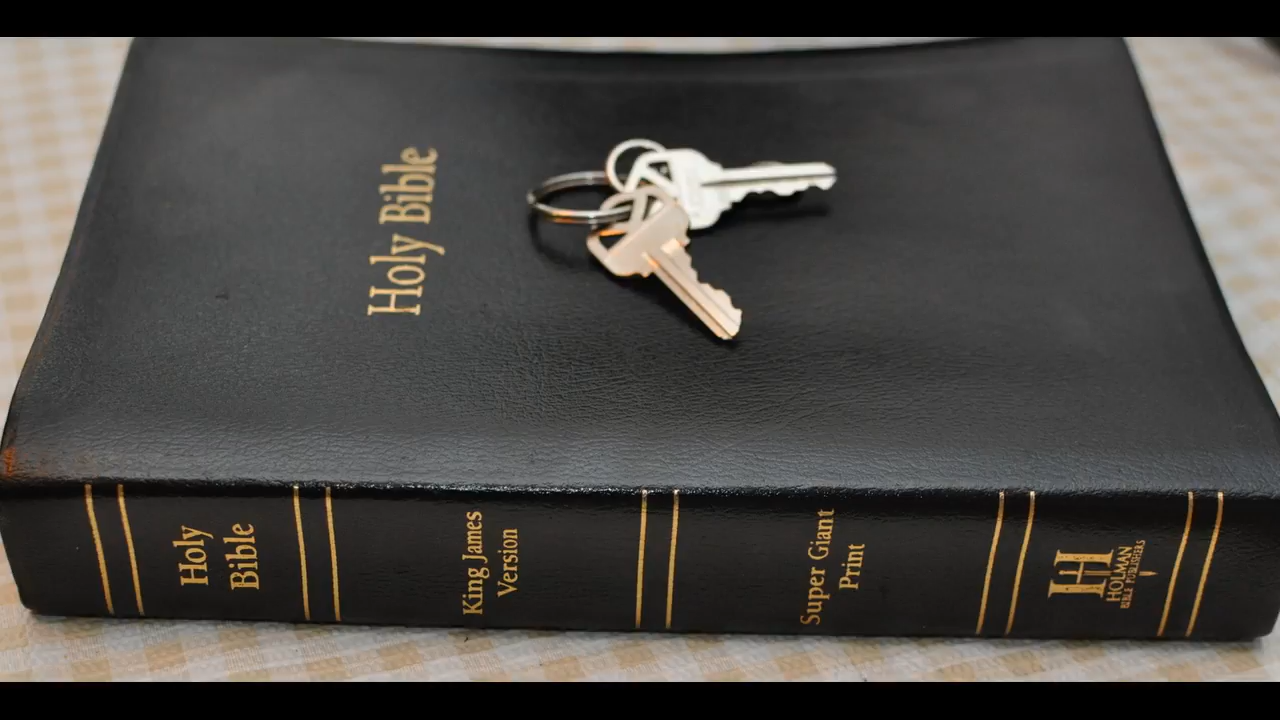 Holy Bible
Holy
Bible
King James
Version
Super Giant
Print
H
HOLMAN
BIBLE PUBLISHERS